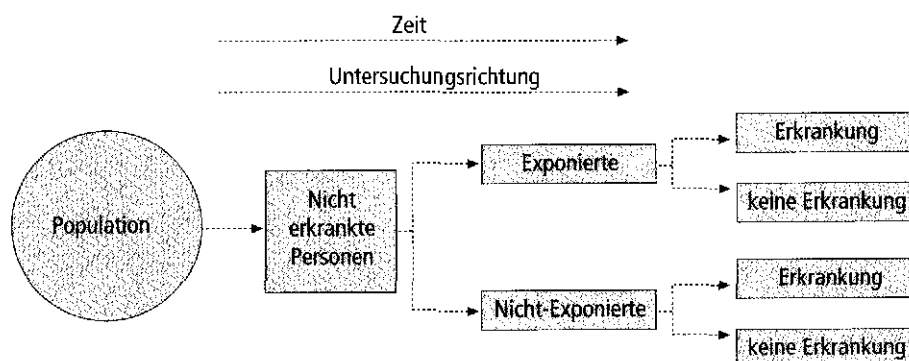 Zeit
Untersuchungsrichtung
Population
Nicht
erkrankte
Personen
Exponierte
Erkrankung
keine Erkrankung
Nicht-Exponierte
Erkrankung
keine Erkrankung